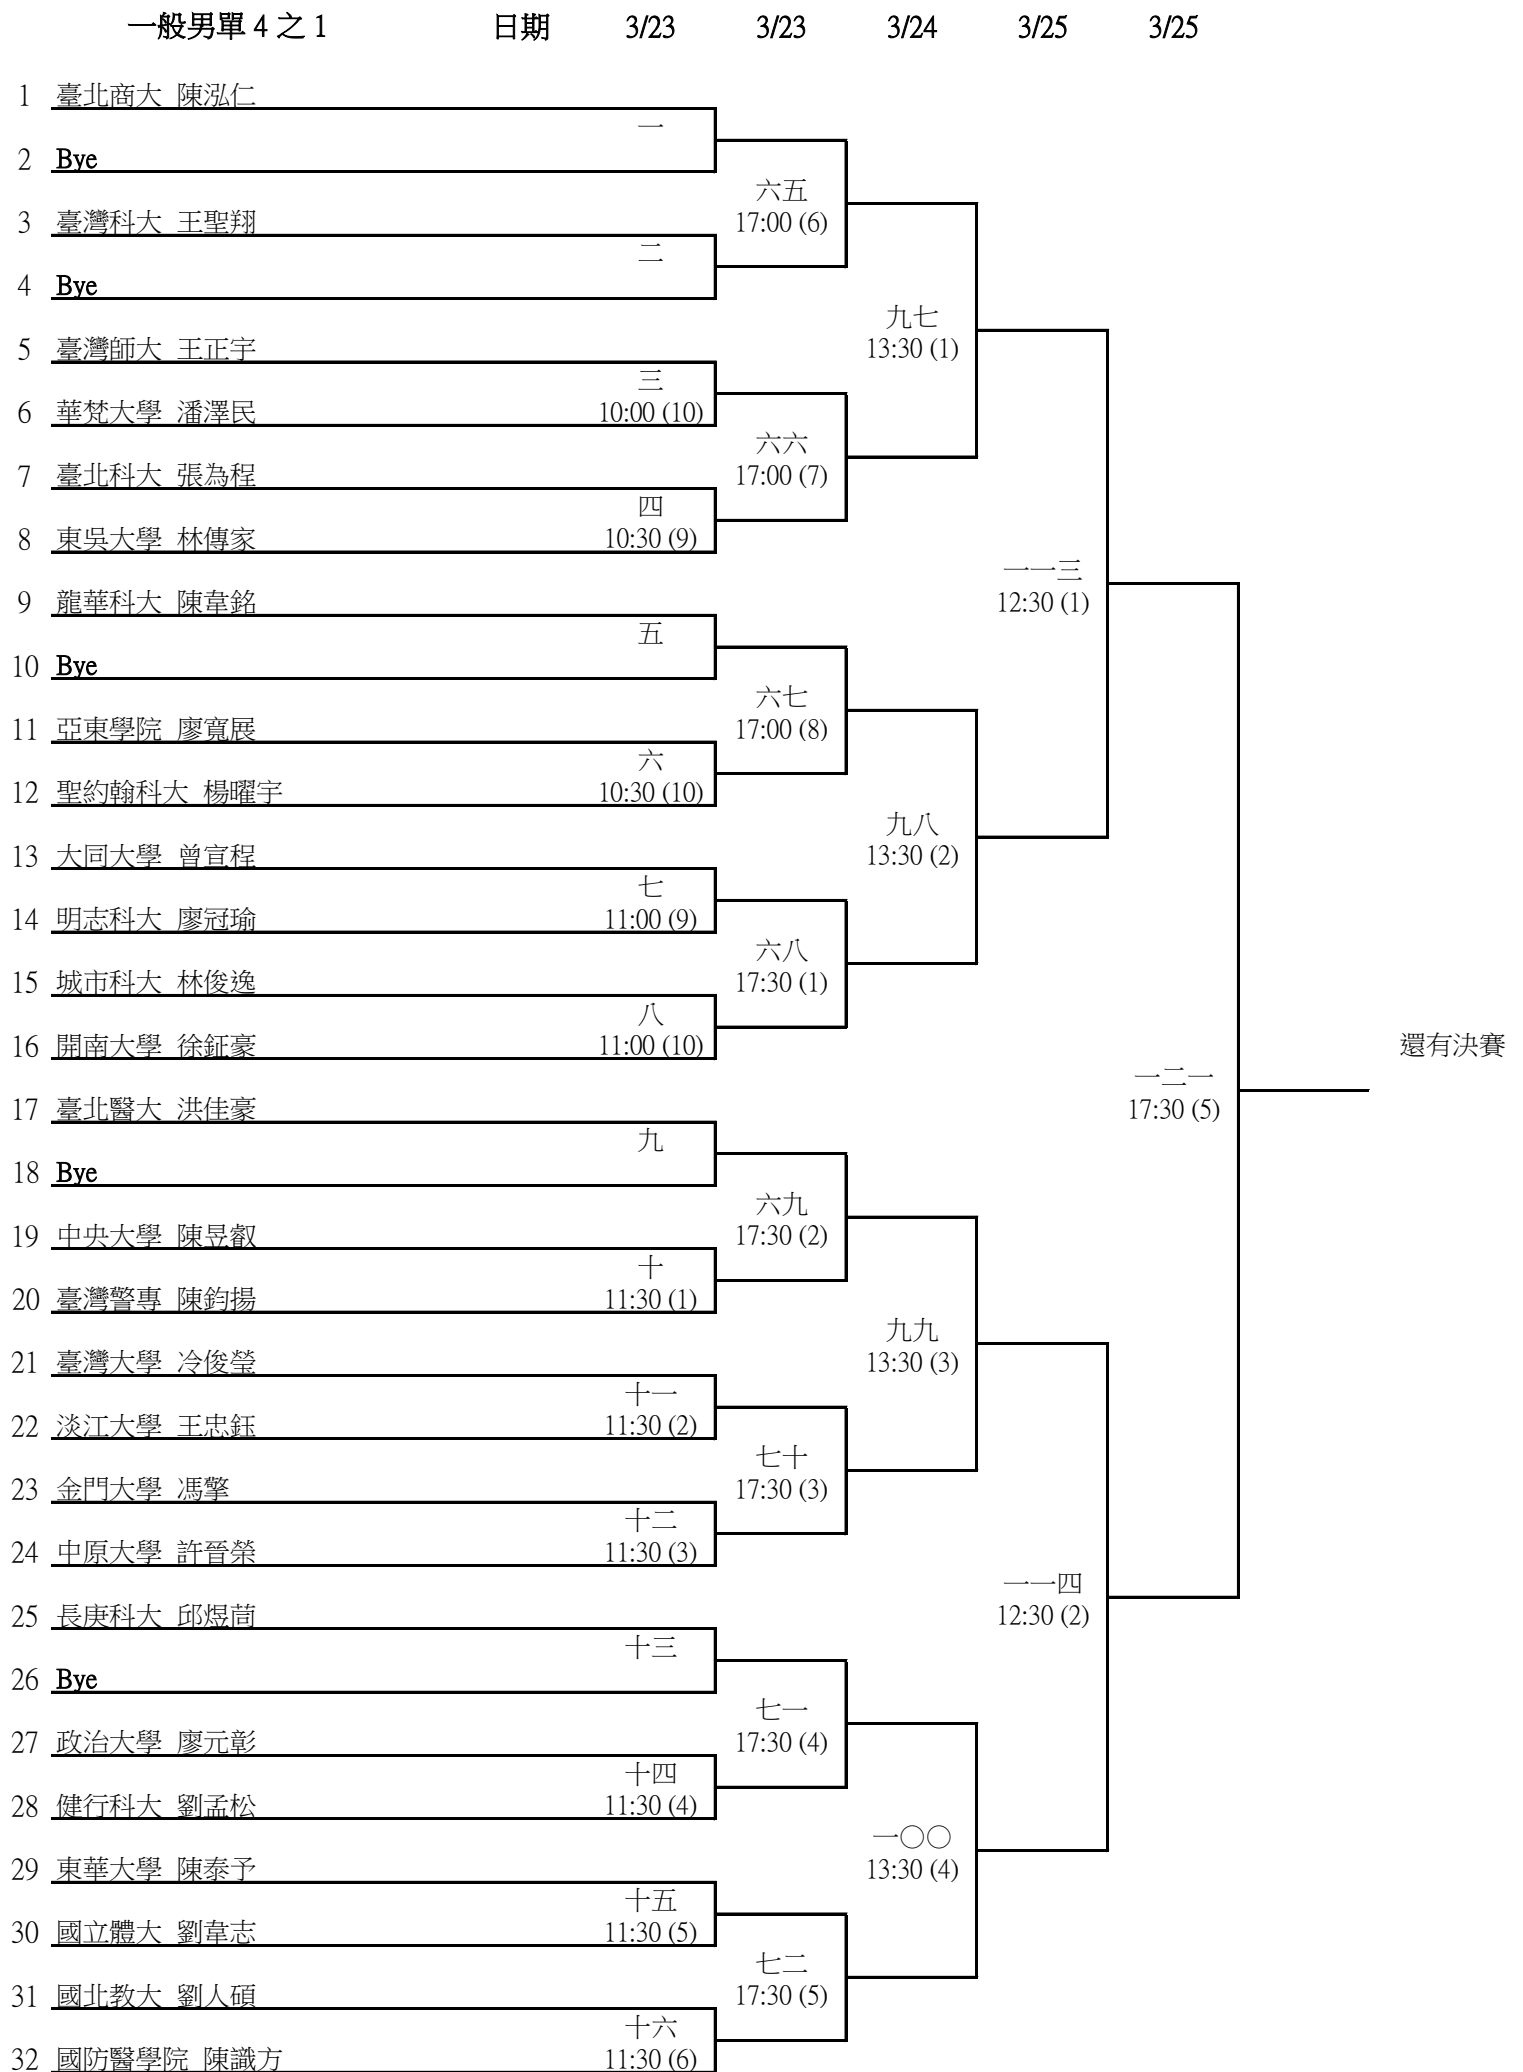 一般男單 4 之 1 日期 3/23 3/23 3/24 3/25 3/25
1 臺北商大 陳泓仁
一
2 Bye
六五
3 臺灣科大 王聖翔 17:00 (6)
二
4 Bye
九七
5 臺灣師大 王正宇 13:30 (1)
三
6 華梵大學 潘澤民 10:00 (10)
六六
7 臺北科大 張為程 17:00 (7)
四
8 東吳大學 林傳家 10:30 (9)
一一三
9 龍華科大 陳韋銘 12:30 (1)
五
10 Bye
六七
11 亞東學院 廖寬展 17:00 (8)
六
12 聖約翰科大 楊曜宇 10:30 (10)
九八
13 大同大學 曾宣程 13:30 (2)
七
14 明志科大 廖冠瑜 11:00 (9)
六八
15 城市科大 林俊逸 17:30 (1)
八
16 開南大學 徐鉦豪 11:00 (10) 還有決賽
一二一
17 臺北醫大 洪佳豪 17:30 (5)
九
18 Bye
六九
19 中央大學 陳昱叡 17:30 (2)
十
20 臺灣警專 陳鈞揚 11:30 (1)
九九
21 臺灣大學 冷俊瑩 13:30 (3)
十一
22 淡江大學 王忠鈺 11:30 (2)
七十
23 金門大學 馮擎 17:30 (3)
十二
24 中原大學 許晉榮 11:30 (3)
一一四
25 長庚科大 邱煜茼 12:30 (2)
十三
26 Bye
七一
27 政治大學 廖元彰 17:30 (4)
十四
28 健行科大 劉孟松 11:30 (4)
一○○
29 東華大學 陳泰予 13:30 (4)
十五
30 國立體大 劉韋志 11:30 (5)
七二
31 國北教大 劉人碩 17:30 (5)
十六
32 國防醫學院 陳識方 11:30 (6)